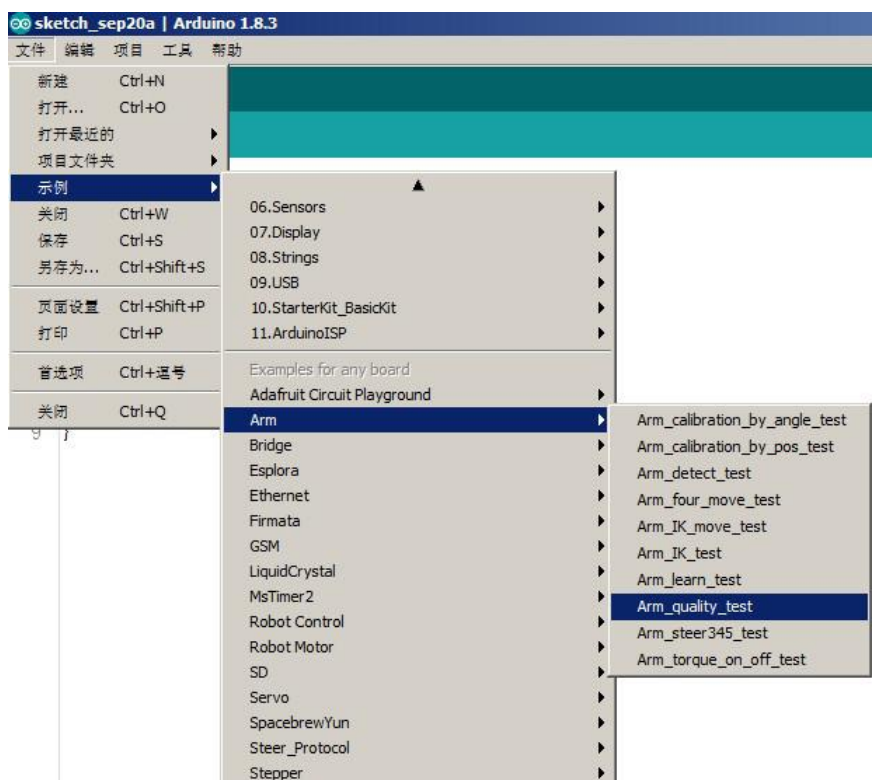 sketch_sep20a | Arduino 1.8.3
文件 编辑 项目 工具 帮助
新建 Ctrl+N
打开... Ctrl+O
打开最近的
项目文件夹
示例
关闭 Ctrl+W
保存 Ctrl+S
另存为... Ctrl+Shift+S
页面设置 Ctrl+Shift+P
打印 Ctrl+P
首选项 Ctrl+逗号
关闭 Ctrl+Q
9 }
06.Sensors
07.Display
08.Strings
09.USB
10.StarterKit_BasicKit
11.ArduinoISP
Examples for any board
Adafruit Circuit Playground
Arm
Bridge
Esplora
Ethernet
Firmata
GSM
LiquidCrystal
MsTimer2
Robot Control
Robot Motor
SD
Servo
SpacebrewYun
Steer_Protocol
Stepper
Arm_calibration_by_angle_test
Arm_calibration_by_pos_test
Arm_detect_test
Arm_four_move_test
Arm_IK_move_test
Arm_IK_test
Arm_learn_test
Arm_quality_test
Arm_steer345_test
Arm_torque_on_off_test